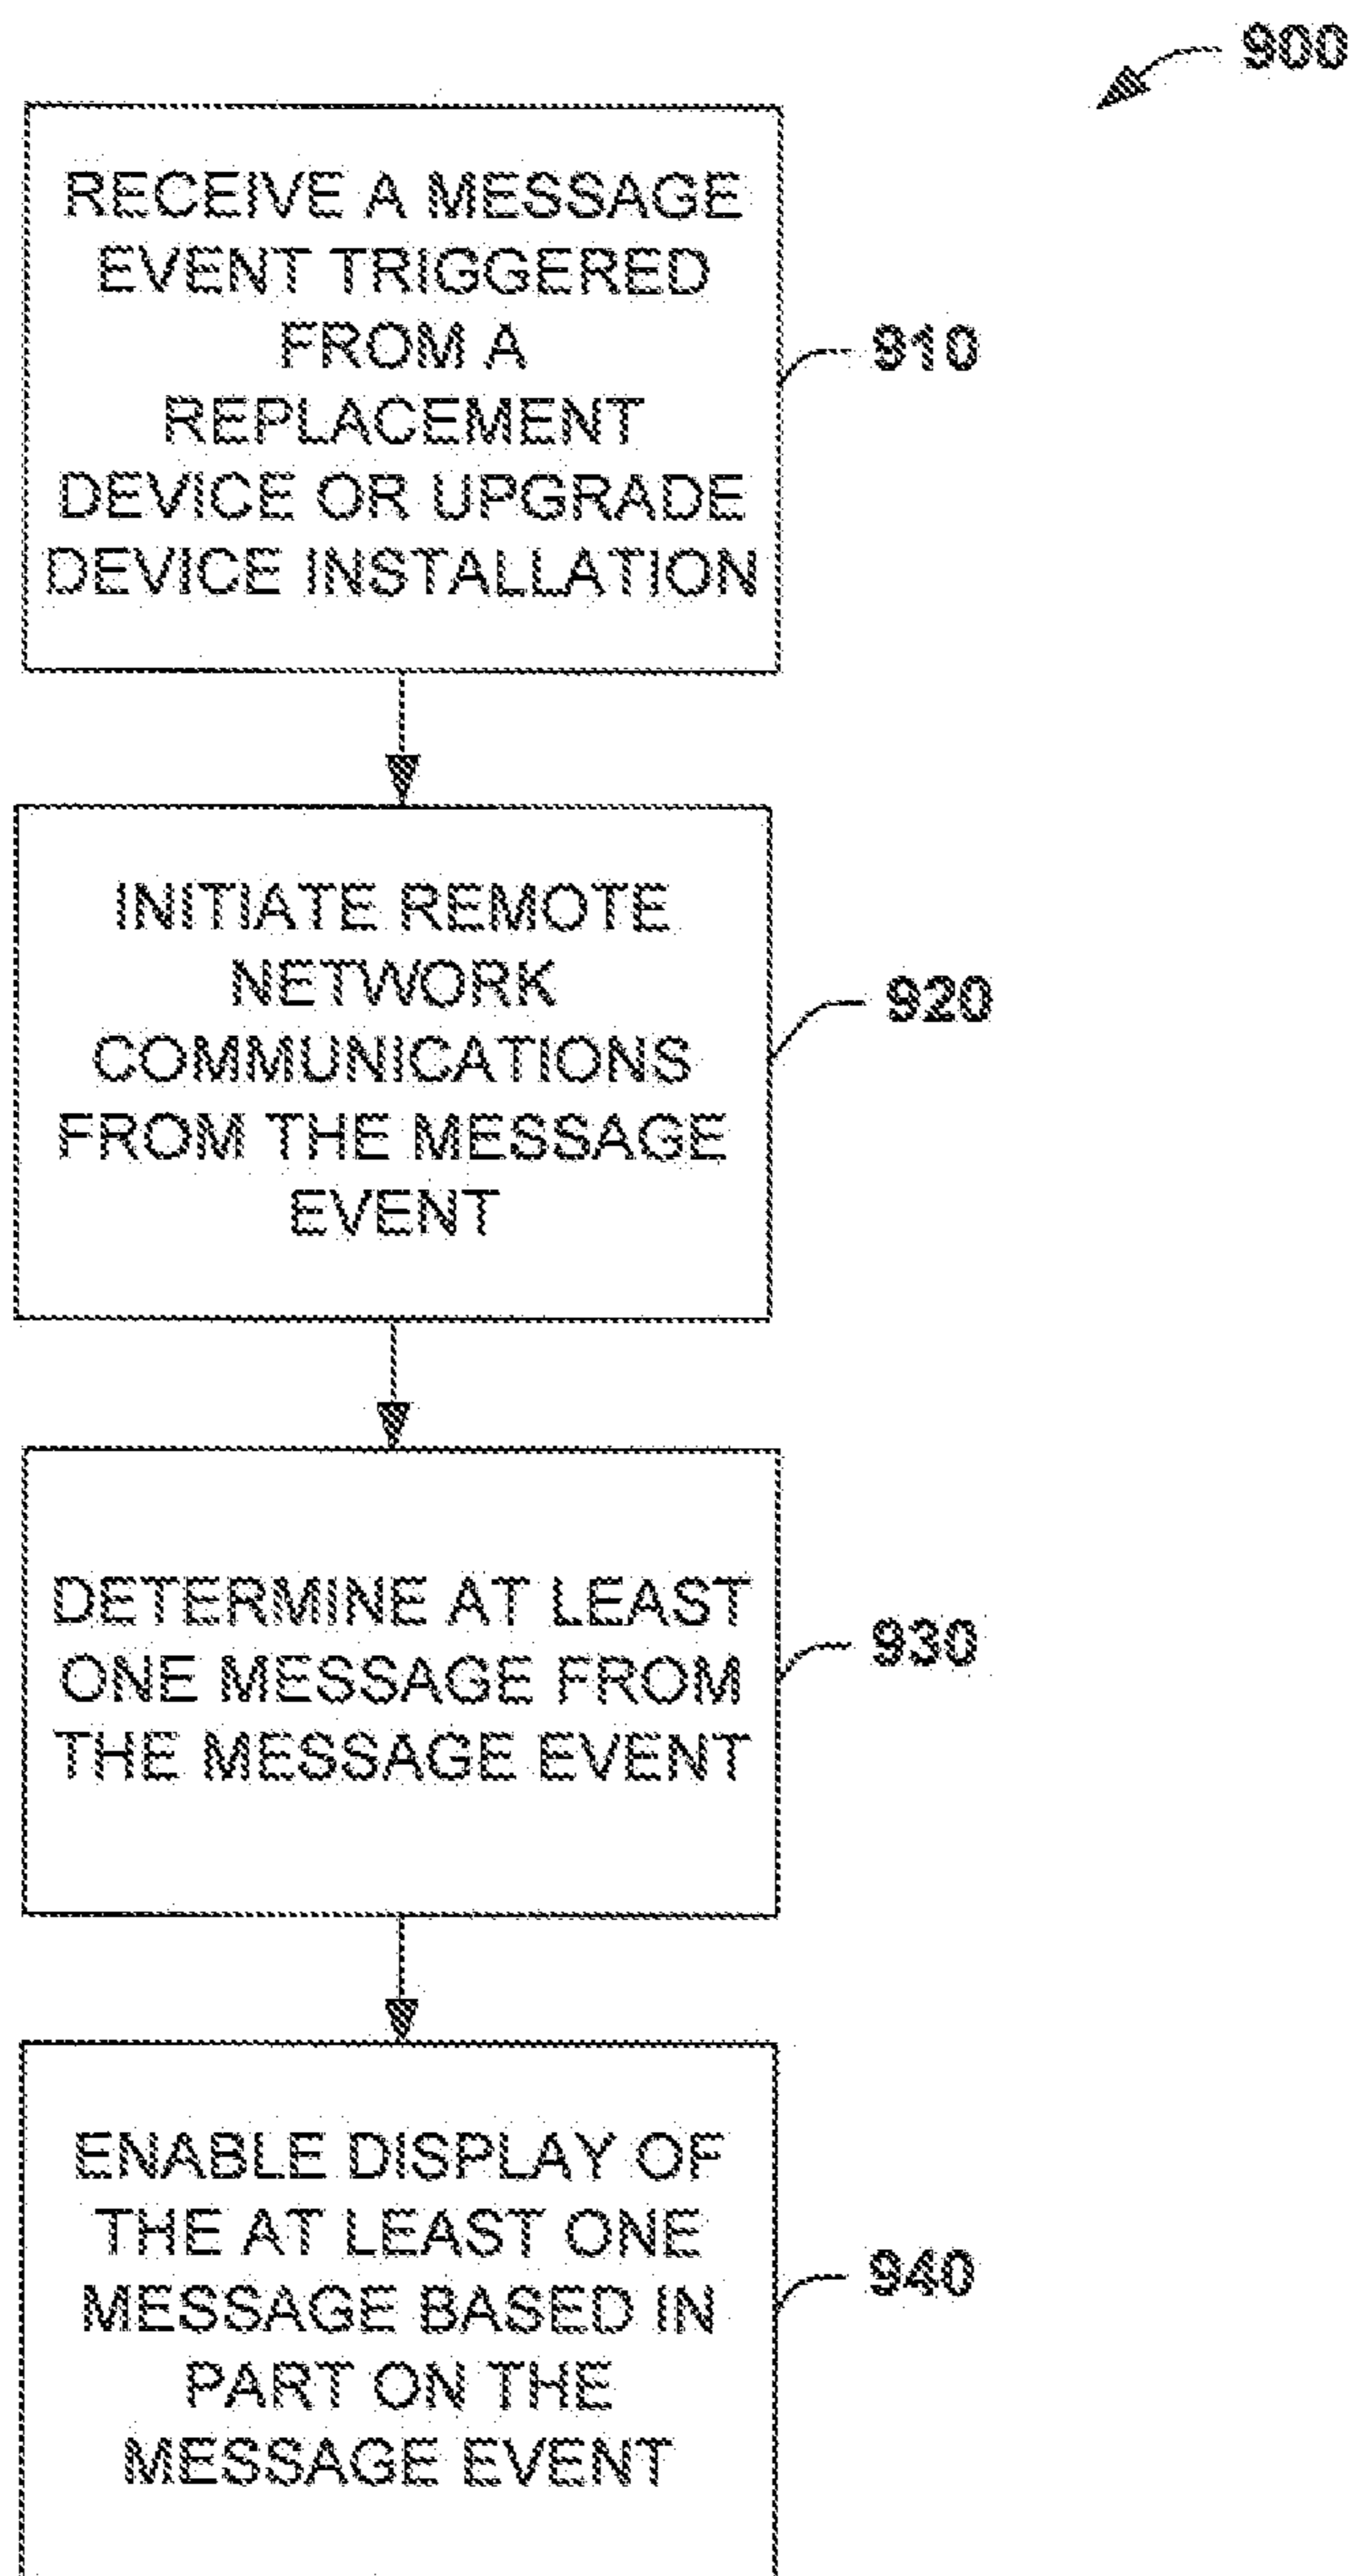 900
RECEIVE A MESSAGE
EVENT TRIGGERED
FROM A
REPLACEMENT
DEVICE OR UPGRADE
DEVICE INSTALLATION
910
INITIATE REMOTE
NETWORK
COMMUNICATIONS
FROM THE MESSAGE
EVENT
920
DETERMINE AT LEAST
ONE MESSAGE FROM
THE MESSAGE EVENT
930
ENABLE DISPLAY OF
THE AT LEAST ONE
MESSAGE BASED IN
PART ON THE
MESSAGE EVENT
940